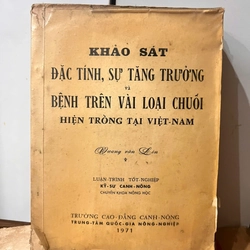 KHẢO SÁT
ĐẶC TÍNH, SỰ TĂNG TRƯỞNG
VÀ
BỆNH TRÊN VÀI LOẠI CHUỐI
HIỆN TRỒNG TẠI VIỆT-NAM
LUẬN-TRÌNH TỐT-NGHIỆP
KỸ-SƯ CANH-NÔNG
CHUYÊN KHOA NÔNG HỌC
TRƯỜNG CAO-ĐẲNG CANH-NÔNG
TRUNG-TÂM QUỐC-GIA NÔNG-NGHIỆP
1971